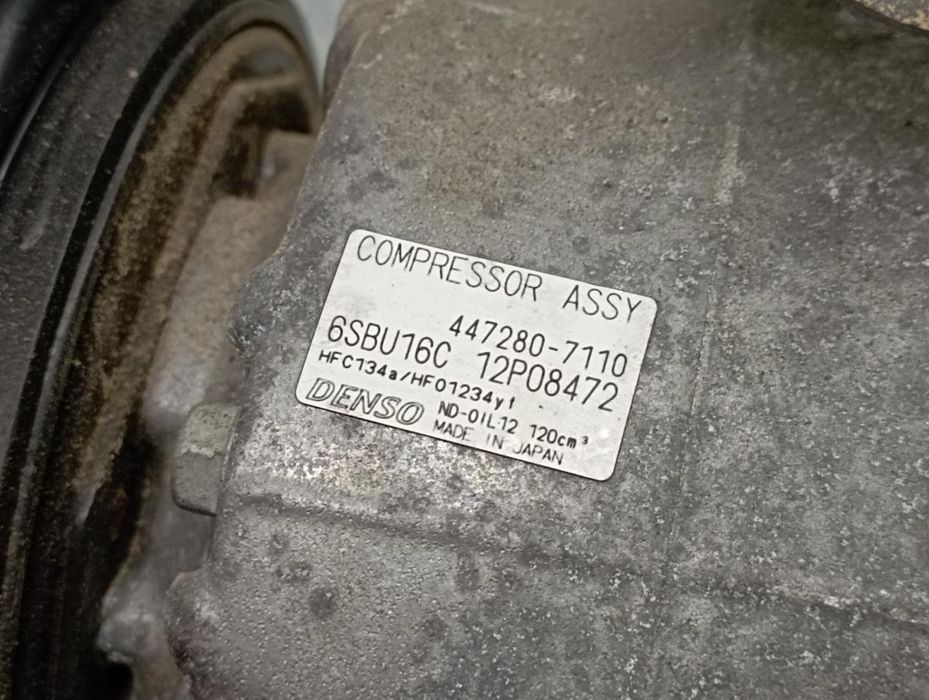 COMPRESSOR ASSY
447280-7110
6SBU16C 12P08472
HFC134a/HFO1234yf
DENSO ND-OIL12 120cm³
MADE IN JAPAN